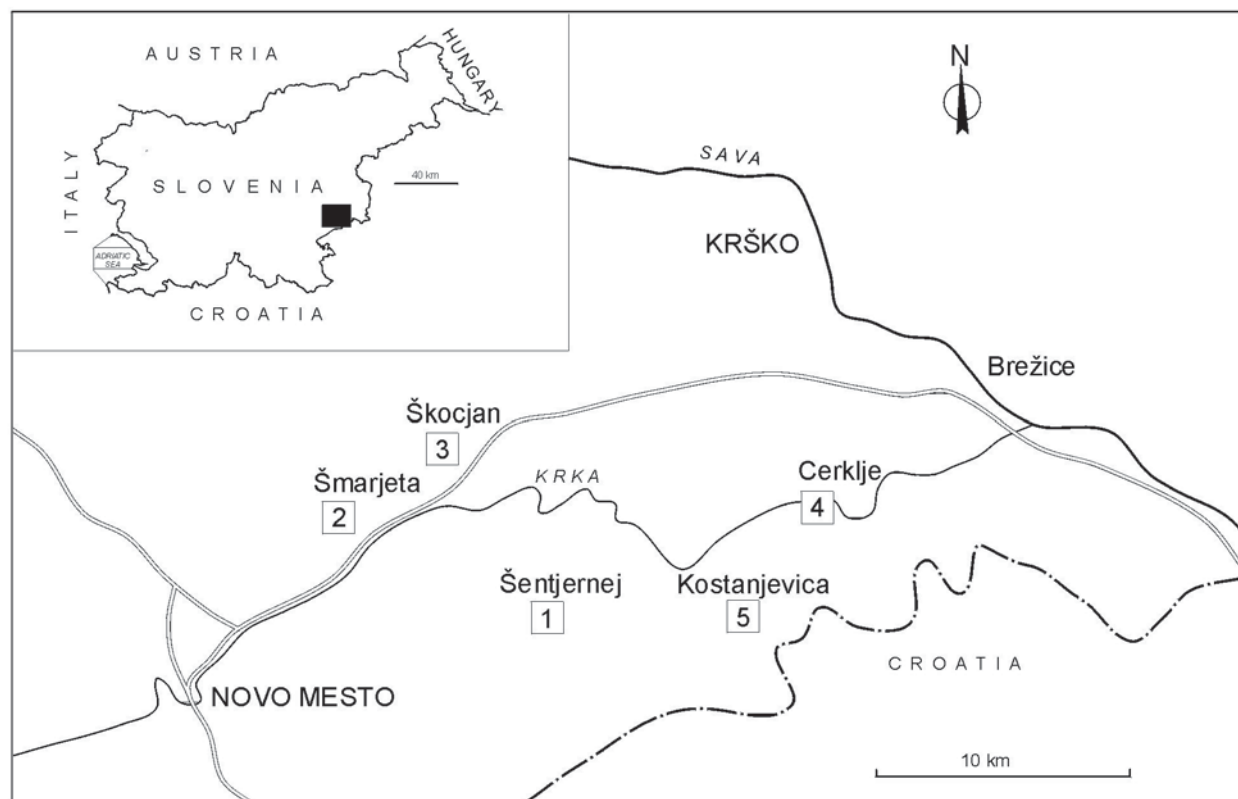 AUSTRIA
HUNGARY
ITALY
SLOVENIA
40 km
ADRIATIC
SEA
CROATIA
N
SAVA
KRŠKO
Brežice
Škocjan
3
Šmarjeta
2
KRKA
Cerklje
4
Šentjernej
1
Kostanjevica
5
CROATIA
NOVO MESTO
10 km